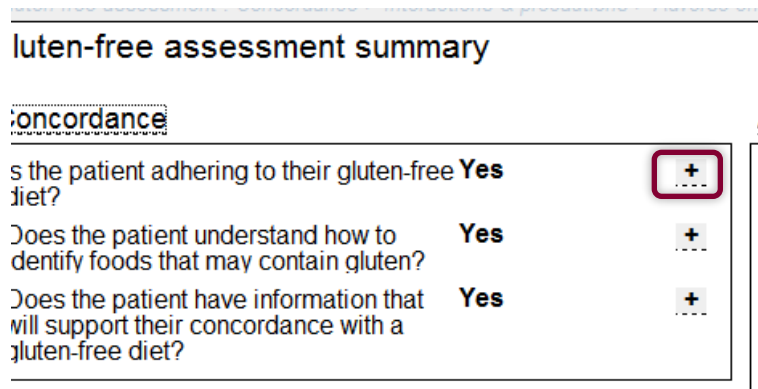 luten-free assessment summary
oncordance
s the patient adhering to their gluten-free Yes +
diet?
Does the patient understand how to Yes +
dentify foods that may contain gluten?
Does the patient have information that Yes +
will support their concordance with a
gluten-free diet?